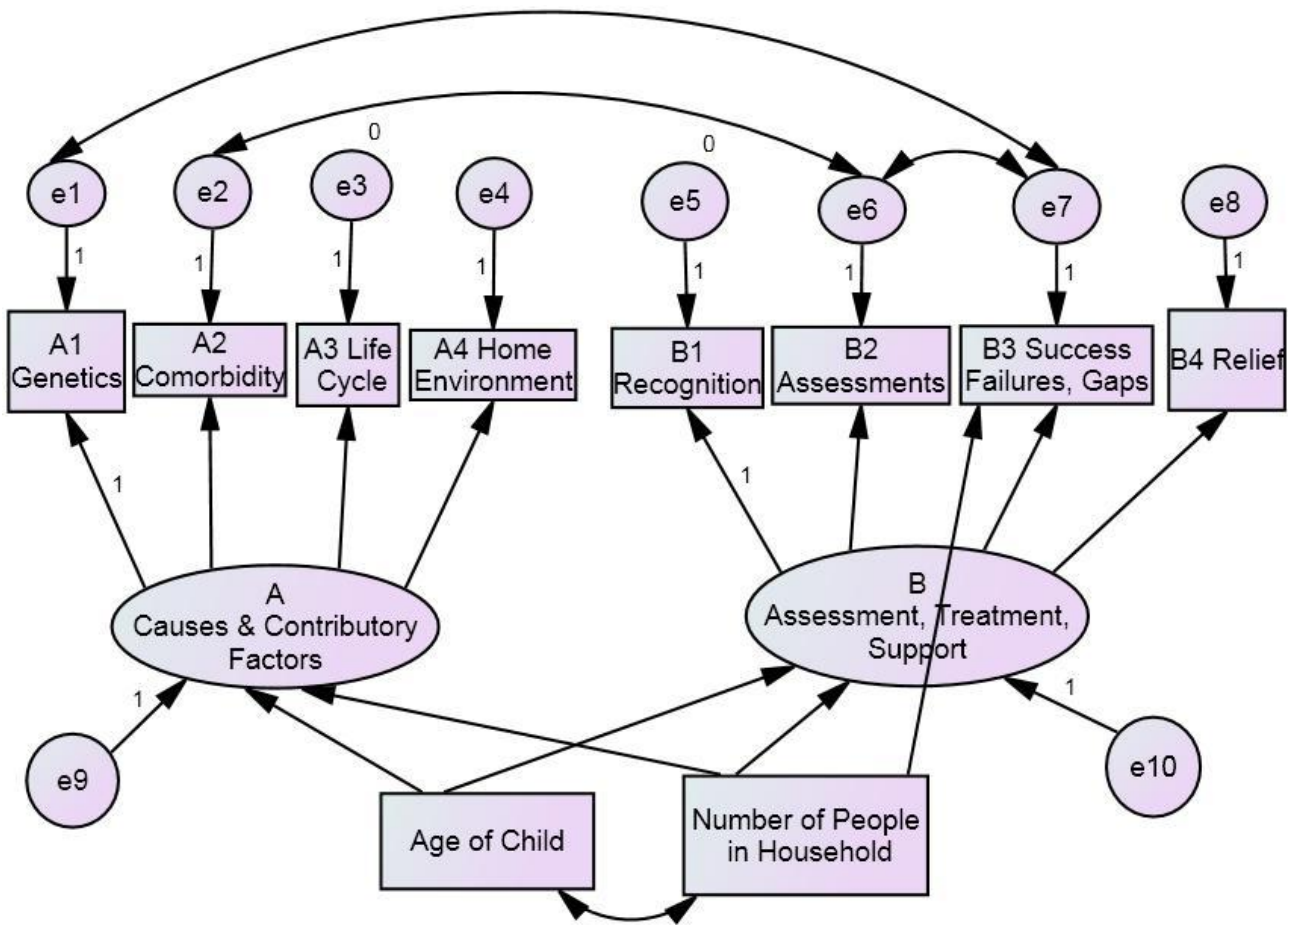 0
0
e1
e2
e3
e4
e5
e6
e7
e8
1
1
1
1
1
1
1
1
A1
Genetics
A2
Comorbidity
A3 Life
Cycle
A4 Home
Environment
B1
Recognition
B2
Assessments
B3 Success
Failures, Gaps
B4 Relief
1
1
A
Causes & Contributory
Factors
B
Assessment, Treatment,
Support
1
1
e9
e10
Age of Child
Number of People
in Household